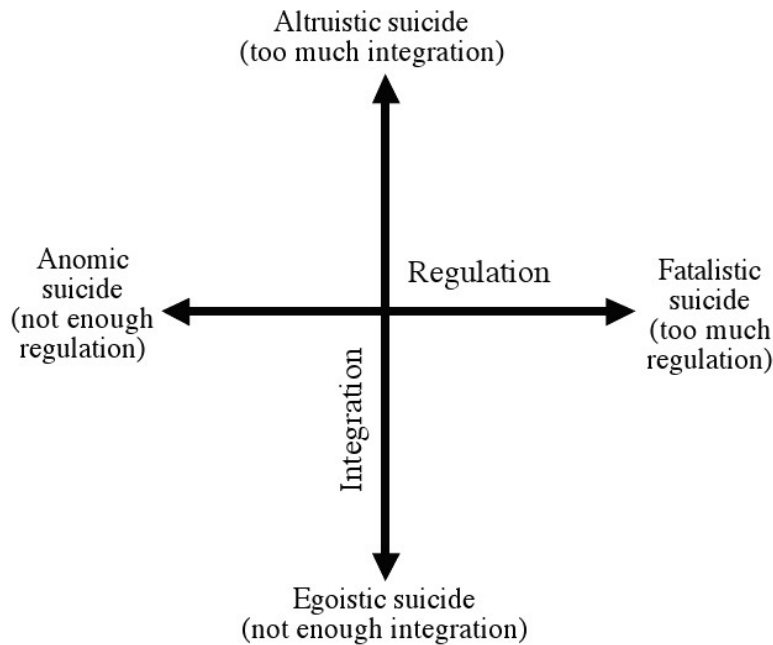 Altruistic suicide
(too much integration)
Anomic
suicide
(not enough
regulation)
Regulation
Fatalistic
suicide
(too much
regulation)
Integration
Egoistic suicide
(not enough integration)